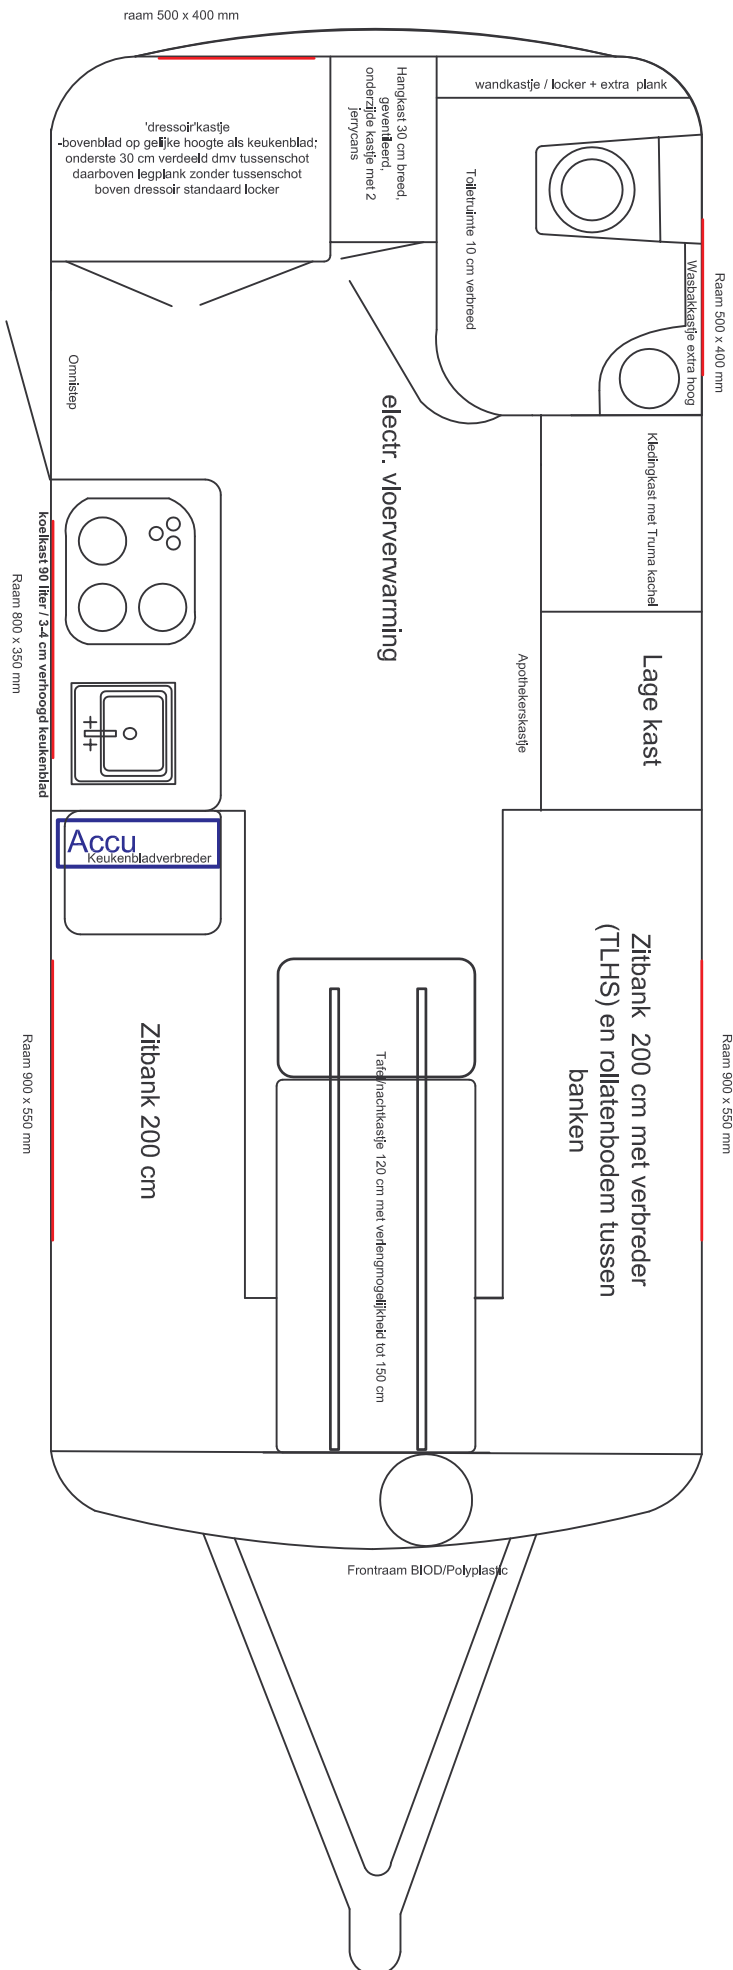 raam 500 x 400 mm
wandkastje / locker + extra plank
'dressoir'kastje
-bovenblad op gelijke hoogte als keukenblad;
onderste 30 cm verdeeld dmv tussenschot
daarboven legplank zonder tussenschot
boven dressoir standaard locker
Hangkast 30 cm breed,
geventileerd,
onderzijde kastje met 2
jerrycans
Toiletruimte 10 cm verbreed
Wasbakkastje extra hoog
Raam 500 x 400 mm
Omnistep
electr. vloerverwarming
Kledingkast met Truma kachel
koelkast 90 liter / 3-4 cm verhoogd keukenblad
Raam 800 x 350 mm
Apothekerskastje
Lage kast
Accu
Keukenbladverbreder
Zitbank 200 cm met verbreder
(TLHS) en rollatenbodem tussen
banken
Zitbank 200 cm
Tafel/nachtkastje 120 cm met verlengmogelijkheid tot 150 cm
Raam 900 x 550 mm
Raam 900 x 550 mm
Frontraam BIOD/Polyplastic